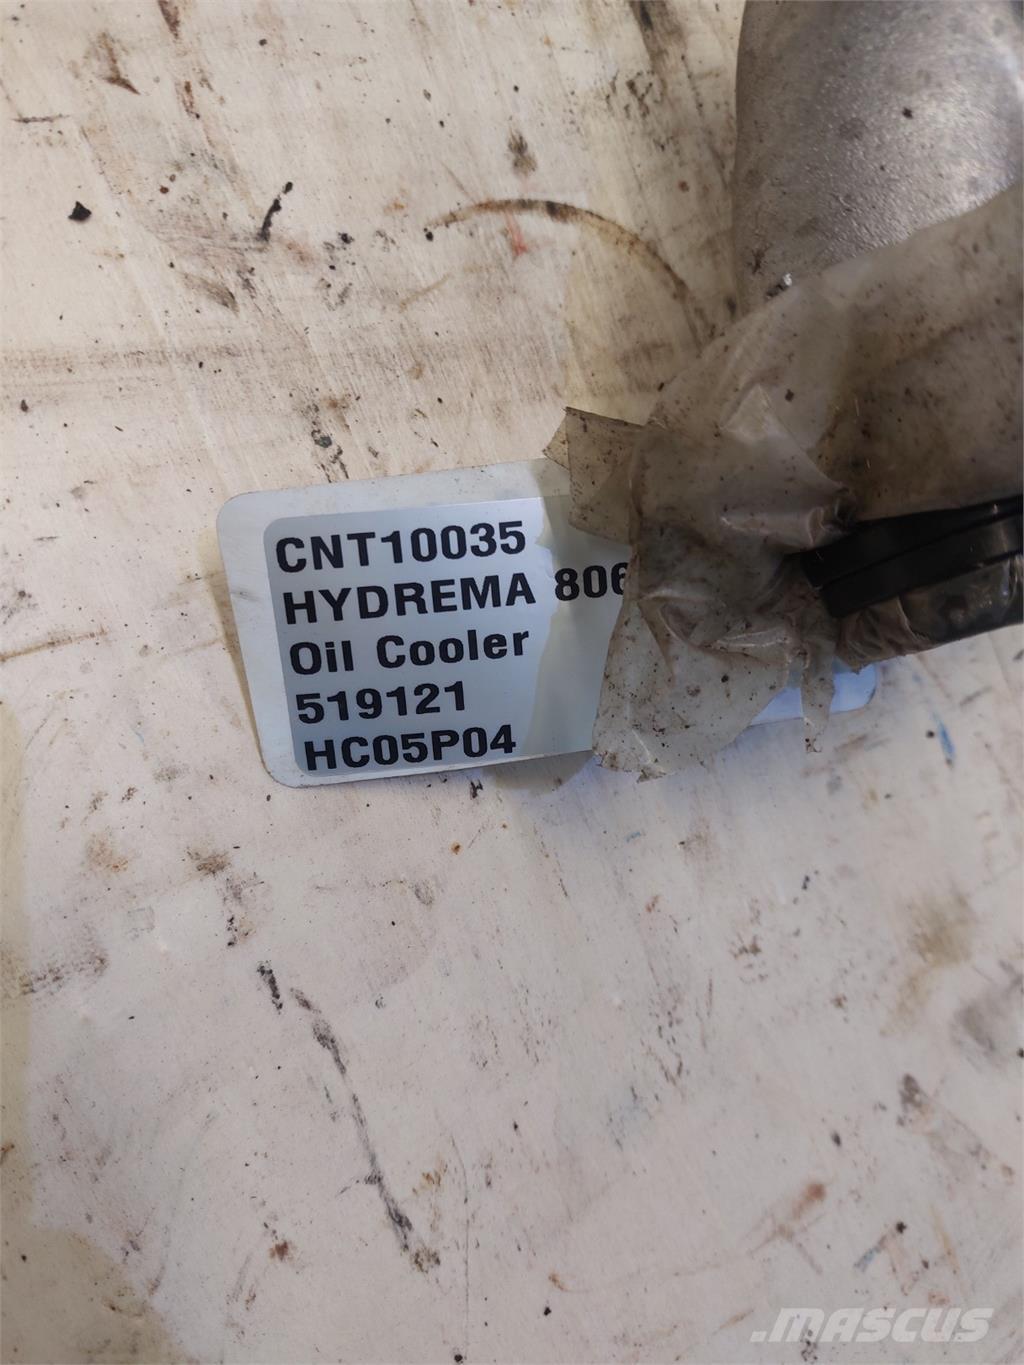 CNT10035
HYDREMA 806
Oil Cooler
519121
HC05P04
MASCUS